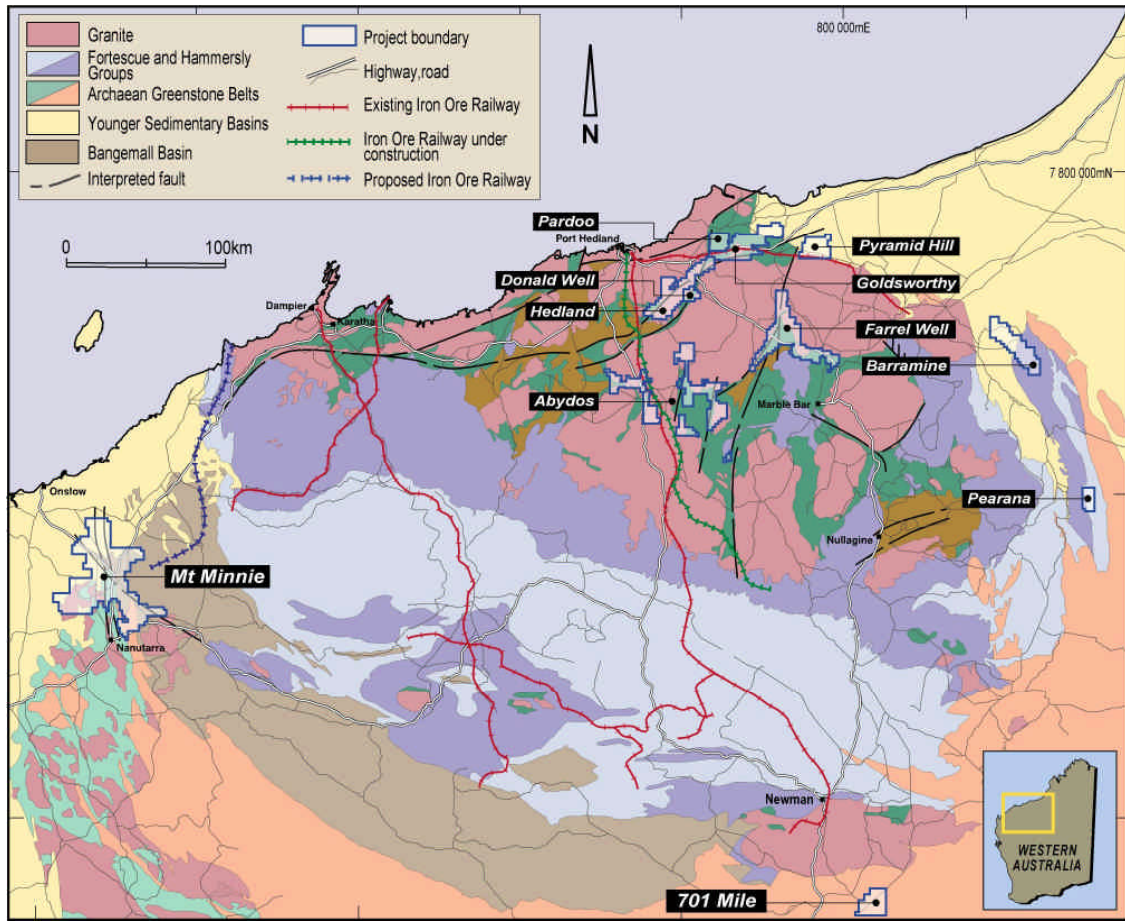 Granite
Fortescue and Hammersly
Groups
Archaean Greenstone Belts
Younger Sedimentary Basins
Bangemall Basin
Interpreted fault
Project boundary
Highway,road
Existing Iron Ore Railway
Iron Ore Railway under
construction
Proposed Iron Ore Railway
N
800 000mE
7 800 000mN
0 100km
Pardoo
Port Hedland
Pyramid Hill
Donald Well
Goldsworthy
Hedland
Dampier
Karatha
Farrel Well
Barramine
Abydos
Marble Bar
Onslow
Pearana
Nullagine
Mt Minnie
Nanutarra
Newman
701 Mile
WESTERN
AUSTRALIA